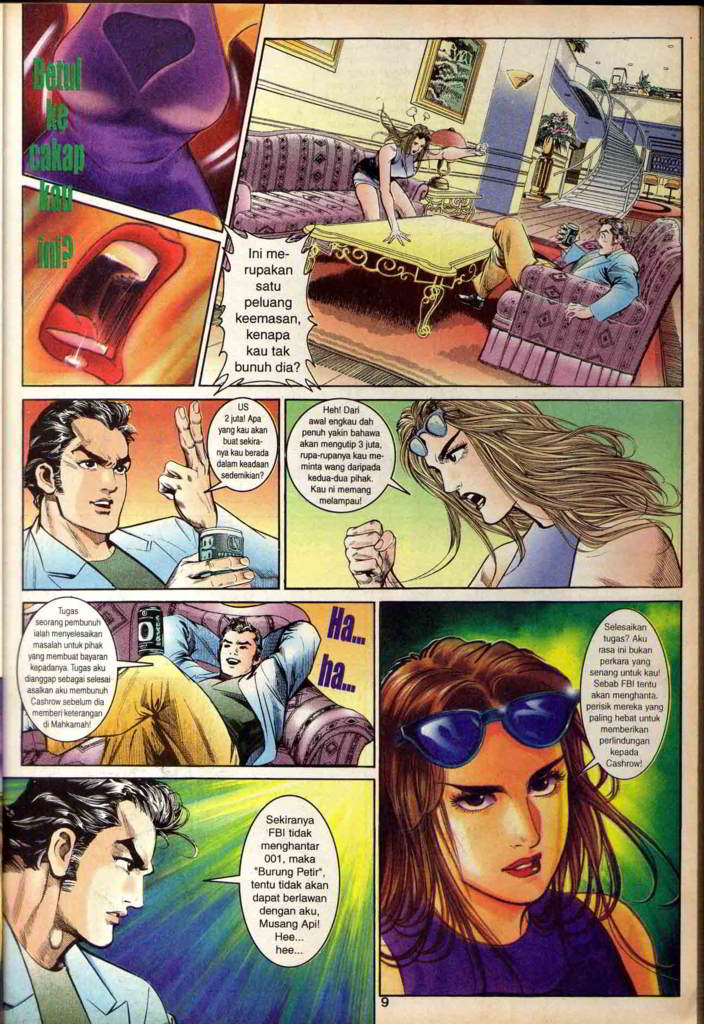 Betul
ke
cakap
kau
ini?
Ini me-
rupakan
satu
peluang
keemasan,
kenapa
kau tak
bunuh dia?
US
2 juta! Apa
yang kau akan
buat sekira-
nya kau berada
dalam keadaan
sedemikian?
Heh! Dari
awal engkau dah
penuh yakin bahawa
akan mengutip 3 juta,
rupa-rupanya kau me-
minta wang daripada
kedua-dua pihak.
Kau ni memang
melampau!
Tugas
seorang pembunuh
ialah menyelesaikan
masalah untuk pihak
yang membuat bayaran
kepadanya. Tugas aku
dianggap sebagai selesai
asalkan aku membunuh
Cashrow sebelum dia
memberi keterangan
di Mahkamah!
Ha...
ha...
Selesaikan
tugas? Aku
rasa ini bukan
perkara yang
senang untuk kau!
Sebab FBI tentu
akan menghanta.
perisik mereka yang
paling hebat untuk
memberikan
perlindungan
kepada
Cashrow!
Sekiranya
FBI tidak
menghantar
001, maka
"Burung Petir",
tentu tidak akan
dapat berlawan
dengan aku,
Musang Api!
Hee...
hee...
9